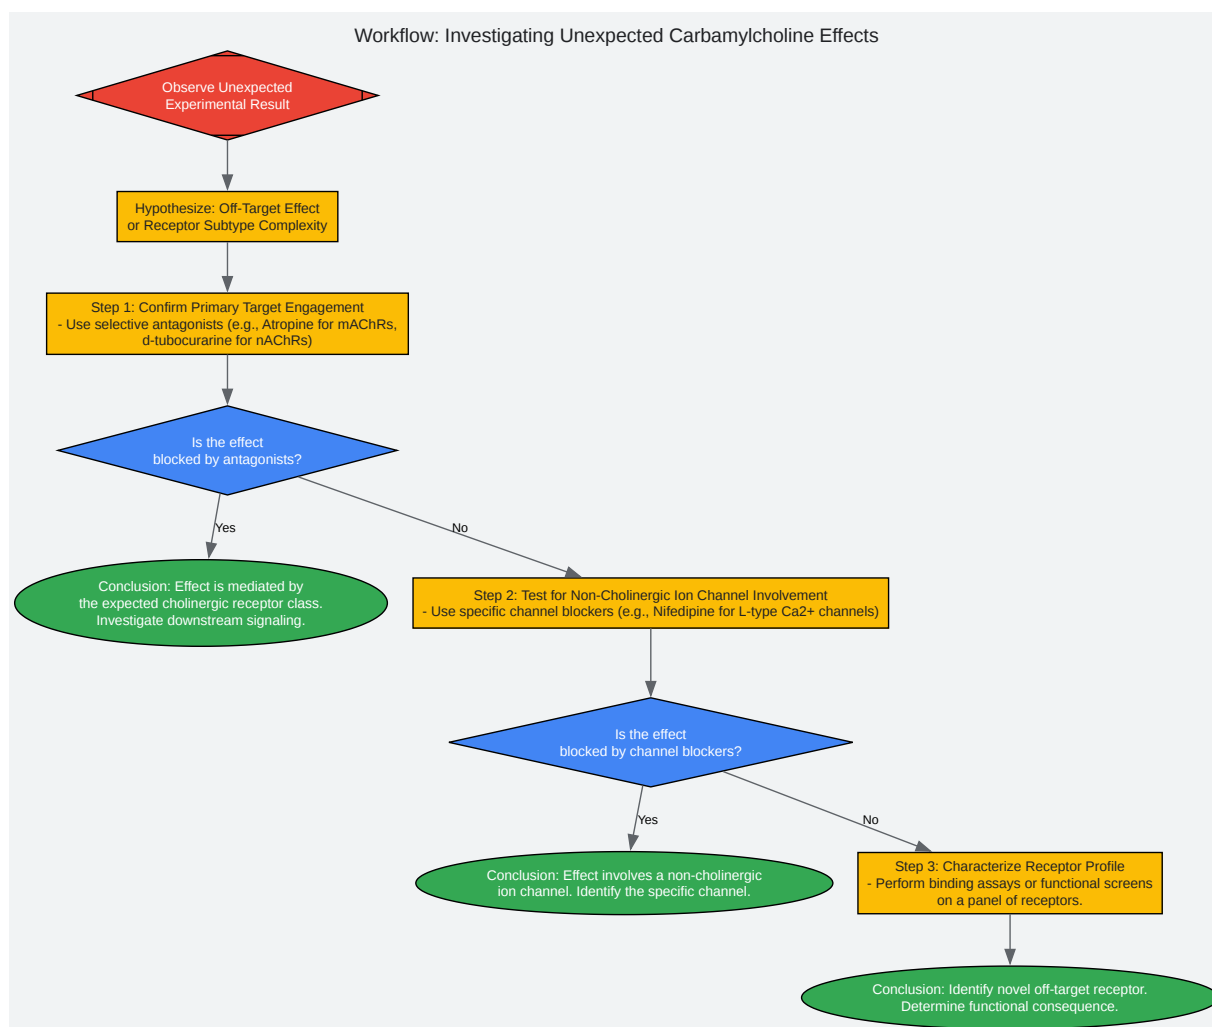 Workflow: Investigating Unexpected Carbamylcholine Effects
Observe Unexpected
Experimental Result
Hypothesize: Off-Target Effect
or Receptor Subtype Complexity
Step 1: Confirm Primary Target Engagement
- Use selective antagonists (e.g., Atropine for mAChRs,
d-tubocurarine for nAChRs)
Is the effect
blocked by antagonists?
Yes
No
Conclusion: Effect is mediated by
the expected cholinergic receptor class.
Investigate downstream signaling.
Step 2: Test for Non-Cholinergic Ion Channel Involvement
- Use specific channel blockers (e.g., Nifedipine for L-type Ca2+ channels)
Is the effect
blocked by channel blockers?
Yes
No
Conclusion: Effect involves a non-cholinergic
ion channel. Identify the specific channel.
Step 3: Characterize Receptor Profile
- Perform binding assays or functional screens
on a panel of receptors.
Conclusion: Identify novel off-target receptor.
Determine functional consequence.